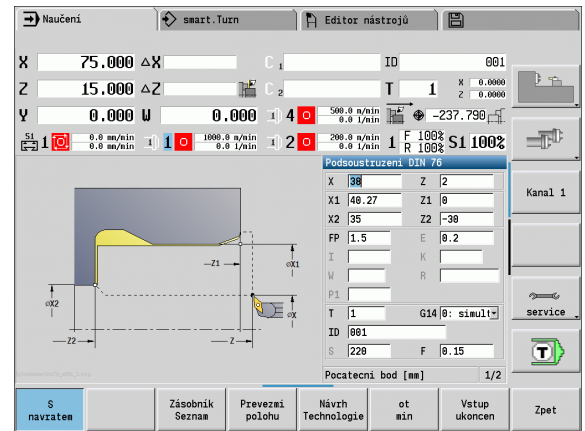 Naučení
smart.Turn
Editor nástrojů
X 75.000 ΔX C 1 ID 001
Z 15.000 ΔZ C 2 T 1 X 0.0000 Z 0.0000
Y 0.000 W 0.000 4 500.0 m/min 0.0 1/min -237.790
S1 1 0.0 mm/min 0.0 1/min 1 1000.0 m/min 0.0 1/min 2 200.0 m/min 0.0 1/min 1 F 100% R 100% S1 100%
Podsoustruzeni DIN 76
X 38 Z 2
X1 40.27 Z1 0
X2 35 Z2 -30
FP 1.5 E 0.2
I K
W R
P1
T 1 G14 0: simult
ID 001
S 220 F 0.15
Pocatecni bod [mm] 1/2
Z1
øX1
øX2
øX
Z2
Z
Kanal 1
service
T
S navratem
Zásobník Seznam
Prevezmi polohu
Návrh Technologie
ot min
Vstup ukoncen
Zpet